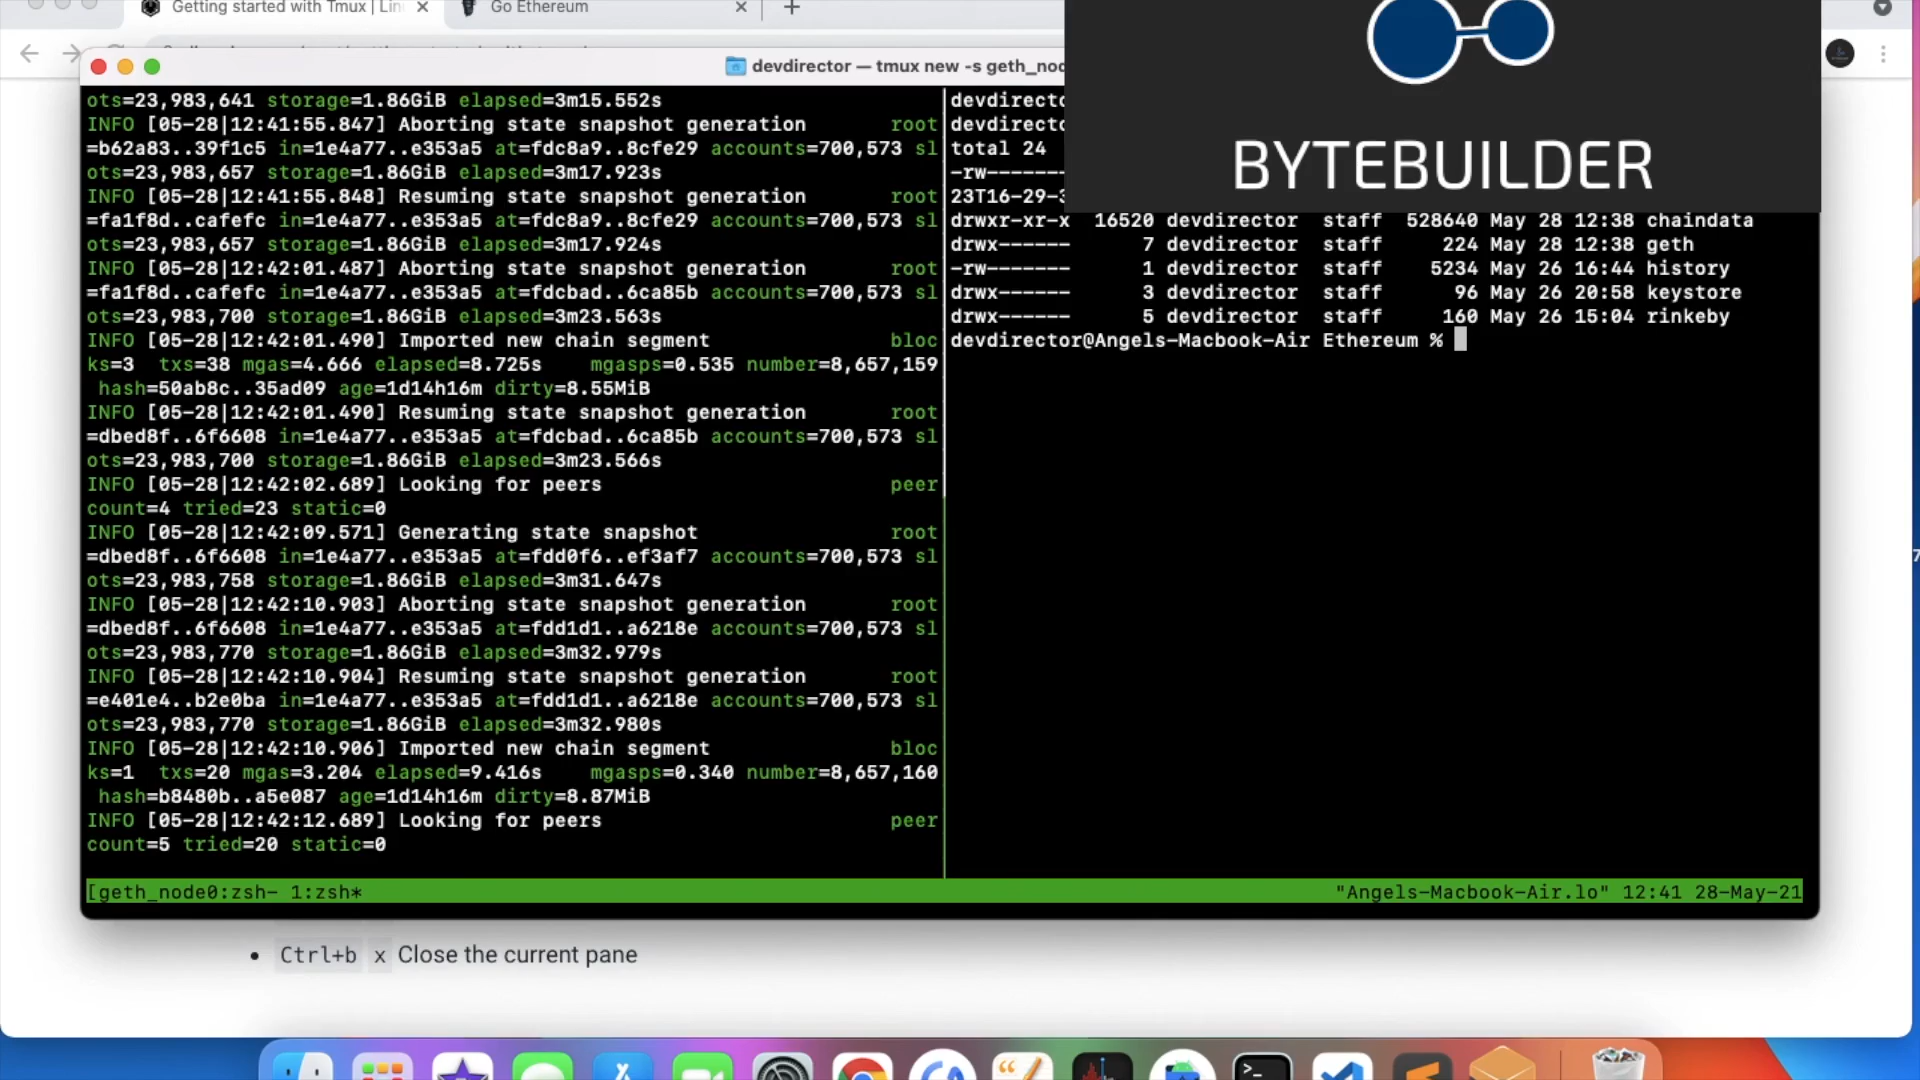 Getting started with Tmux | Lin
Go Ethereum
devdirector — tmux new -s geth_nod
BYTEBUILDER
ots=23,983,641 storage=1.86GiB elapsed=3m15.552s
INFO [05-28|12:41:55.847] Aborting state snapshot generation root
=b62a83..39f1c5 in=1e4a77..e353a5 at=fdc8a9..8cfe29 accounts=700,573 sl
ots=23,983,657 storage=1.86GiB elapsed=3m17.923s
INFO [05-28|12:41:55.848] Resuming state snapshot generation root
=fa1f8d..cafefc in=1e4a77..e353a5 at=fdc8a9..8cfe29 accounts=700,573 sl
ots=23,983,657 storage=1.86GiB elapsed=3m17.924s
INFO [05-28|12:42:01.487] Aborting state snapshot generation root
=fa1f8d..cafefc in=1e4a77..e353a5 at=fdcbad..6ca85b accounts=700,573 sl
ots=23,983,700 storage=1.86GiB elapsed=3m23.563s
INFO [05-28|12:42:01.490] Imported new chain segment bloc
ks=3 txs=38 mgas=4.666 elapsed=8.725s mgasps=0.535 number=8,657,159
hash=50ab8c..35ad09 age=1d14h16m dirty=8.55MiB
INFO [05-28|12:42:01.490] Resuming state snapshot generation root
=dbed8f..6f6608 in=1e4a77..e353a5 at=fdcbad..6ca85b accounts=700,573 sl
ots=23,983,700 storage=1.86GiB elapsed=3m23.566s
INFO [05-28|12:42:02.689] Looking for peers peer
count=4 tried=23 static=0
INFO [05-28|12:42:09.571] Generating state snapshot root
=dbed8f..6f6608 in=1e4a77..e353a5 at=fdd0f6..ef3af7 accounts=700,573 sl
ots=23,983,758 storage=1.86GiB elapsed=3m31.647s
INFO [05-28|12:42:10.903] Aborting state snapshot generation root
=dbed8f..6f6608 in=1e4a77..e353a5 at=fdd1d1..a6218e accounts=700,573 sl
ots=23,983,770 storage=1.86GiB elapsed=3m32.979s
INFO [05-28|12:42:10.904] Resuming state snapshot generation root
=e401e4..b2e0ba in=1e4a77..e353a5 at=fdd1d1..a6218e accounts=700,573 sl
ots=23,983,770 storage=1.86GiB elapsed=3m32.980s
INFO [05-28|12:42:10.906] Imported new chain segment bloc
ks=1 txs=20 mgas=3.204 elapsed=9.416s mgasps=0.340 number=8,657,160
hash=b8480b..a5e087 age=1d14h16m dirty=8.87MiB
INFO [05-28|12:42:12.689] Looking for peers peer
count=5 tried=20 static=0
devdirecto
devdirecto
total 24
-rw-------
23T16-29-3
drwxr-xr-x 16520 devdirector staff 528640 May 28 12:38 chaindata
drwx------ 7 devdirector staff 224 May 28 12:38 geth
-rw------- 1 devdirector staff 5234 May 26 16:44 history
drwx------ 3 devdirector staff 96 May 26 20:58 keystore
drwx------ 5 devdirector staff 160 May 26 15:04 rinkeby
devdirector@Angels-Macbook-Air Ethereum %
[geth_node0:zsh- 1:zsh* "Angels-Macbook-Air.lo" 12:41 28-May-21
Ctrl+b x Close the current pane